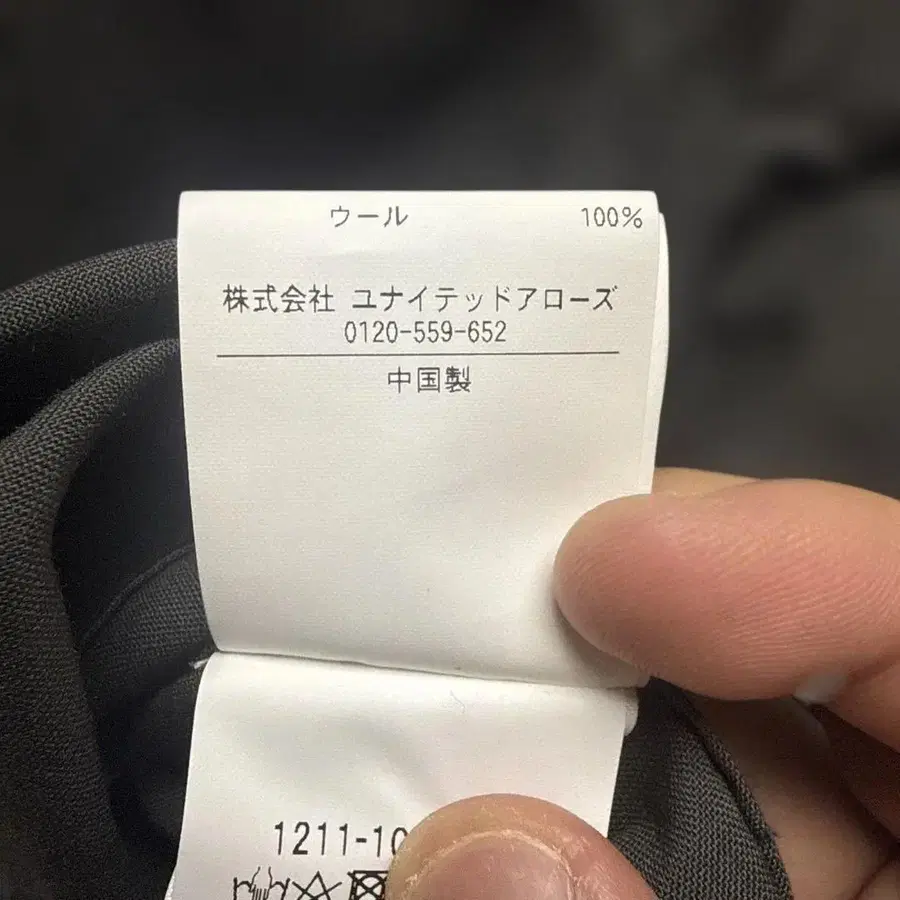 ウール 100%
株式会社 ユナイテッドアローズ
0120-559-652
中国製
1211-10